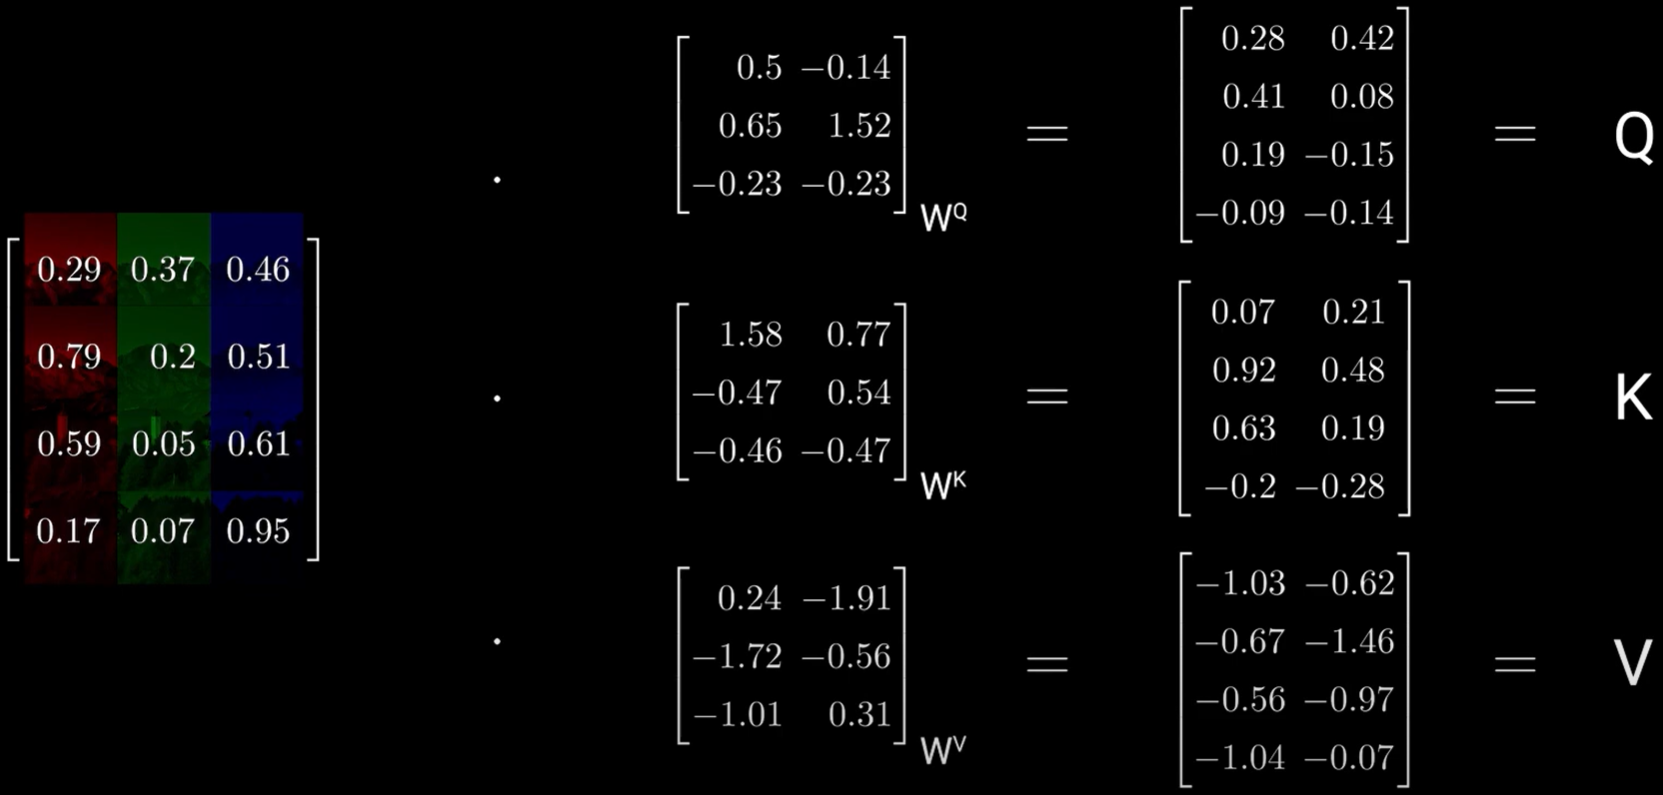 0.29 0.37 0.46
0.79 0.2 0.51
0.59 0.05 0.61
0.17 0.07 0.95
·
0.5 −0.14
0.65 1.52
−0.23 −0.23
W^Q
=
0.28 0.42
0.41 0.08
0.19 −0.15
−0.09 −0.14
= Q
·
1.58 0.77
−0.47 0.54
−0.46 −0.47
W^K
=
0.07 0.21
0.92 0.48
0.63 0.19
−0.2 −0.28
= K
·
0.24 −1.91
−1.72 −0.56
−1.01 0.31
W^V
=
−1.03 −0.62
−0.67 −1.46
−0.56 −0.97
−1.04 −0.07
= V